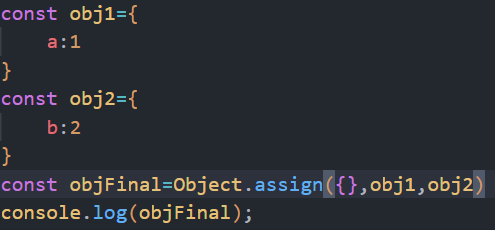 const obj1={
    a:1
}
const obj2={
    b:2
}
const objFinal=Object.assign({},obj1,obj2)
console.log(objFinal);